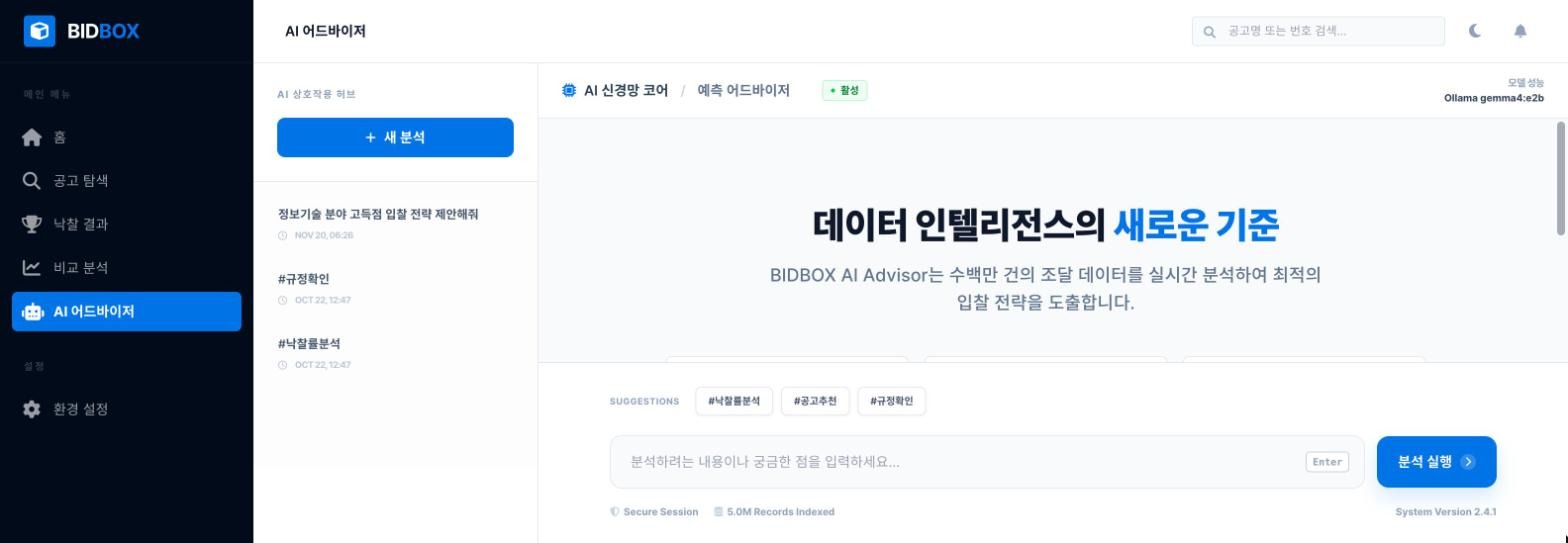 BIDBOX
메인 메뉴
홈
공고 탐색
낙찰 결과
비교 분석
AI 어드바이저
설정
환경 설정
AI 어드바이저
공고명 또는 번호 검색...
AI 상호작용 허브
+ 새 분석
정보기술 분야 고득점 입찰 전략 제안해줘
NOV 20, 06:26
#규정확인
OCT 22, 12:47
#낙찰률분석
OCT 22, 12:47
AI 신경망 코어 / 예측 어드바이저 • 활성
모델 성능
Ollama gemma4:e2b
데이터 인텔리전스의 새로운 기준
BIDBOX AI Advisor는 수백만 건의 조달 데이터를 실시간 분석하여 최적의
입찰 전략을 도출합니다.
SUGGESTIONS #낙찰률분석 #공고추천 #규정확인
분석하려는 내용이나 궁금한 점을 입력하세요... Enter
분석 실행
Secure Session 5.0M Records Indexed
System Version 2.4.1